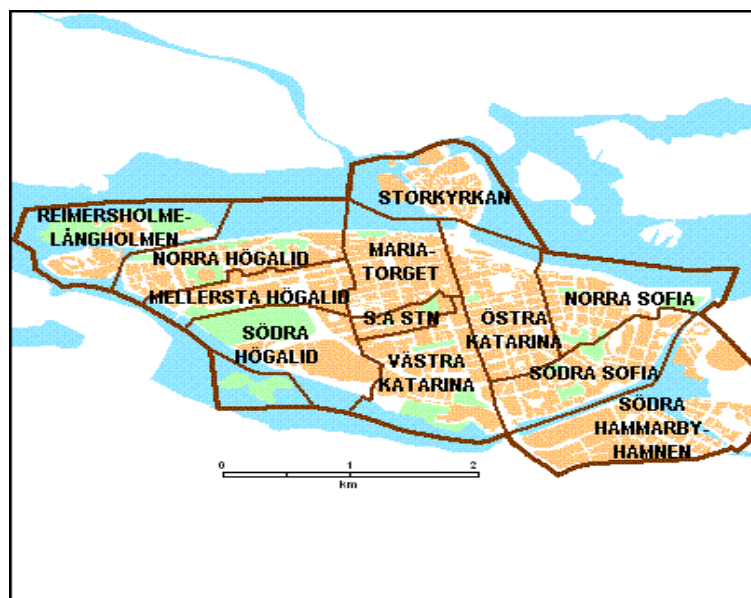 STORKYRKAN
REIMERSHOLME-
LÅNGHOLMEN
NORRA HÖGALID
MARIA-
TORGET
MELLERSTA HÖGALID
NORRA SOFIA
S:A STN
ÖSTRA
KATARINA
SÖDRA
HÖGALID
VÄSTRA
KATARINA
SÖDRA SOFIA
SÖDRA
HAMMARBY-
HAMNEN
0 1 2
km